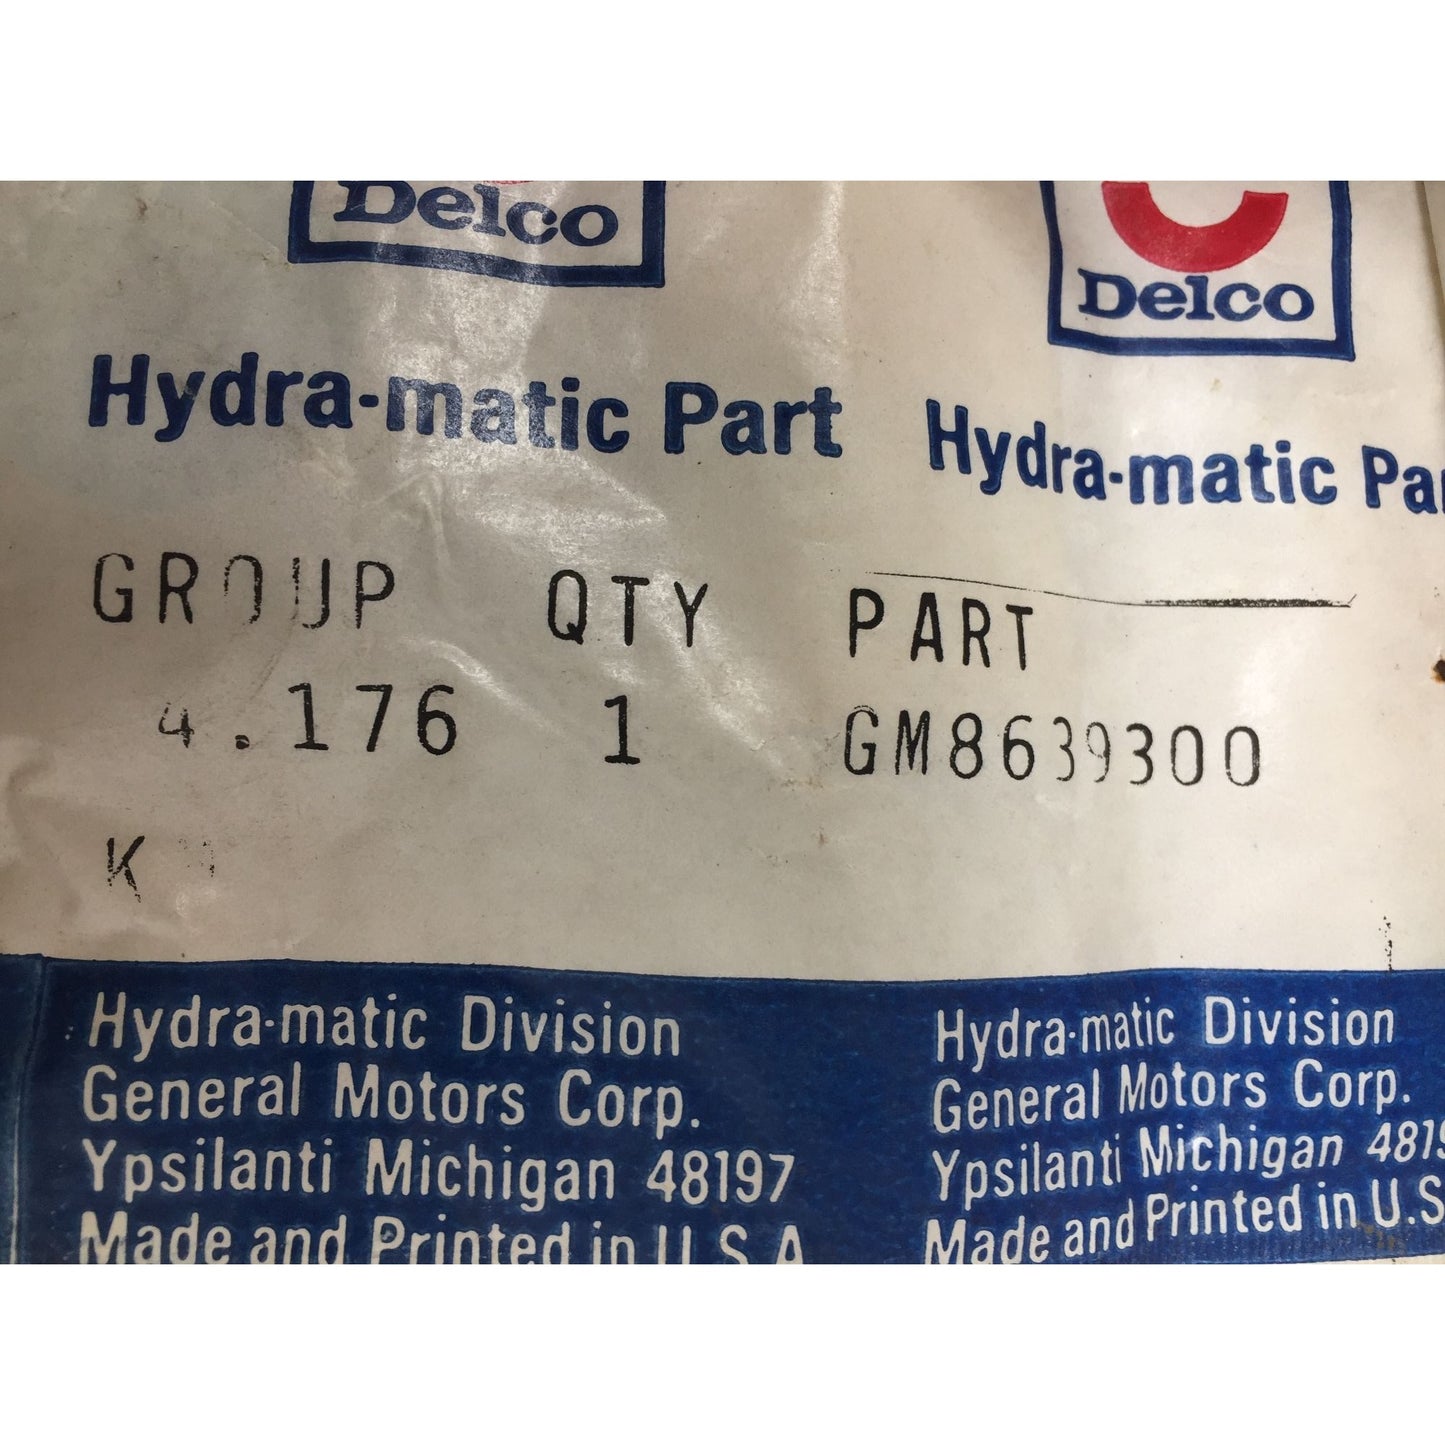 Delco
Delco
Hydra-matic Part
Hydra-matic
GROUP QTY PART
4.176 1 GM8639300
K
Hydra-matic Division
General Motors Corp.
Ypsilanti Michigan 48197
Made and Printed in U.S.A
Hydra-matic Division
General Motors Corp.
Ypsilanti Michigan
Made and Printed in U.S